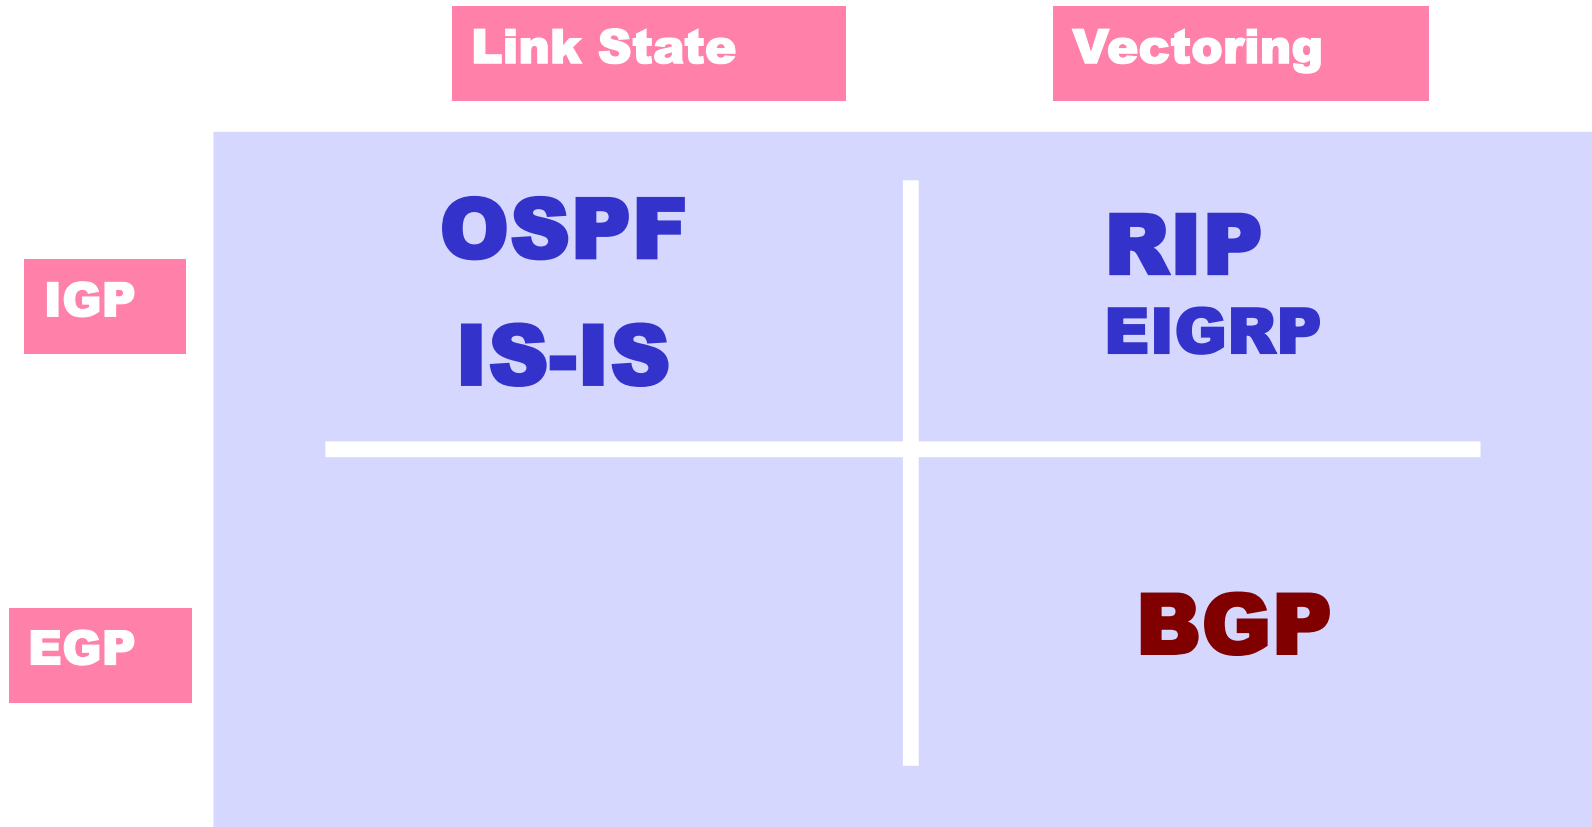 Link State
Vectoring
IGP
OSPF
IS-IS
RIP
EIGRP
EGP
BGP